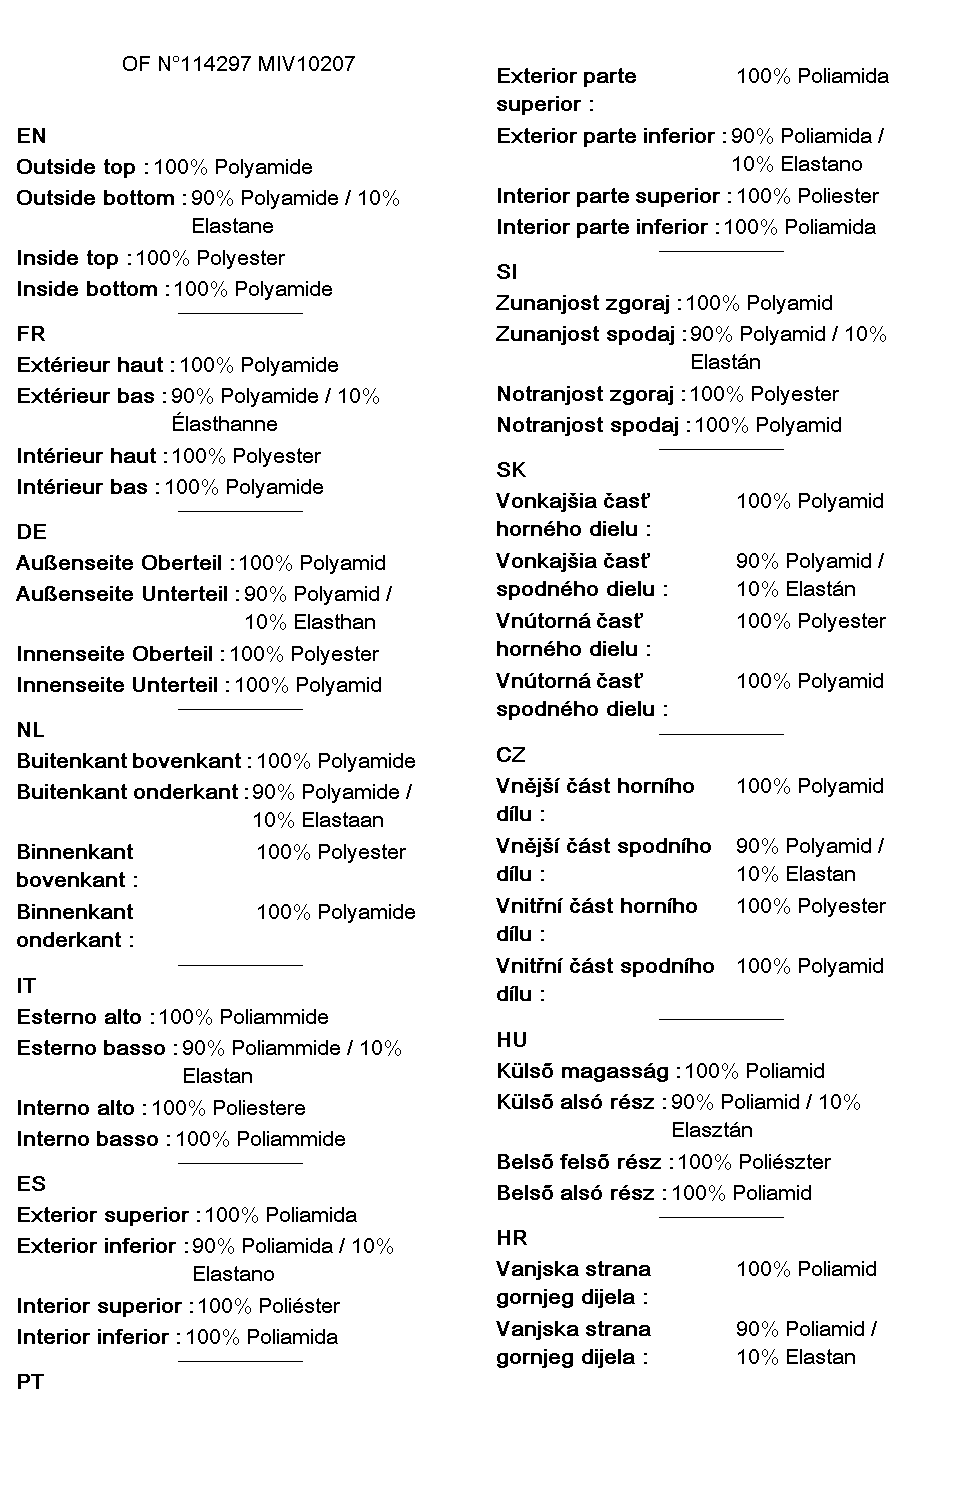 OF N°114297 MIV10207
EN
Outside top : 100% Polyamide
Outside bottom : 90% Polyamide / 10%
Elastane
Inside top : 100% Polyester
Inside bottom : 100% Polyamide
FR
Extérieur haut : 100% Polyamide
Extérieur bas : 90% Polyamide / 10%
Élasthanne
Intérieur haut : 100% Polyester
Intérieur bas : 100% Polyamide
DE
Außenseite Oberteil : 100% Polyamid
Außenseite Unterteil : 90% Polyamid /
10% Elasthan
Innenseite Oberteil : 100% Polyester
Innenseite Unterteil : 100% Polyamid
NL
Buitenkant bovenkant : 100% Polyamide
Buitenkant onderkant : 90% Polyamide /
10% Elastaan
Binnenkant 100% Polyester
bovenkant :
Binnenkant 100% Polyamide
onderkant :
IT
Esterno alto : 100% Poliammide
Esterno basso : 90% Poliammide / 10%
Elastan
Interno alto : 100% Poliestere
Interno basso : 100% Poliammide
ES
Exterior superior : 100% Poliamida
Exterior inferior : 90% Poliamida / 10%
Elastano
Interior superior : 100% Poliéster
Interior inferior : 100% Poliamida
PT
Exterior parte 100% Poliamida
superior :
Exterior parte inferior : 90% Poliamida /
10% Elastano
Interior parte superior : 100% Poliester
Interior parte inferior : 100% Poliamida
SI
Zunanjost zgoraj : 100% Polyamid
Zunanjost spodaj : 90% Polyamid / 10%
Elastán
Notranjost zgoraj : 100% Polyester
Notranjost spodaj : 100% Polyamid
SK
Vonkajšia časť 100% Polyamid
horného dielu :
Vonkajšia časť 90% Polyamid /
spodného dielu : 10% Elastán
Vnútorná časť 100% Polyester
horného dielu :
Vnútorná časť 100% Polyamid
spodného dielu :
CZ
Vnější část horního 100% Polyamid
dílu :
Vnější část spodního 90% Polyamid /
dílu : 10% Elastan
Vnitřní část horního 100% Polyester
dílu :
Vnitřní část spodního 100% Polyamid
dílu :
HU
Külső magasság : 100% Poliamid
Külső alsó rész : 90% Poliamid / 10%
Elasztán
Belső felső rész : 100% Poliészter
Belső alsó rész : 100% Poliamid
HR
Vanjska strana 100% Poliamid
gornjeg dijela :
Vanjska strana 90% Poliamid /
gornjeg dijela : 10% Elastan